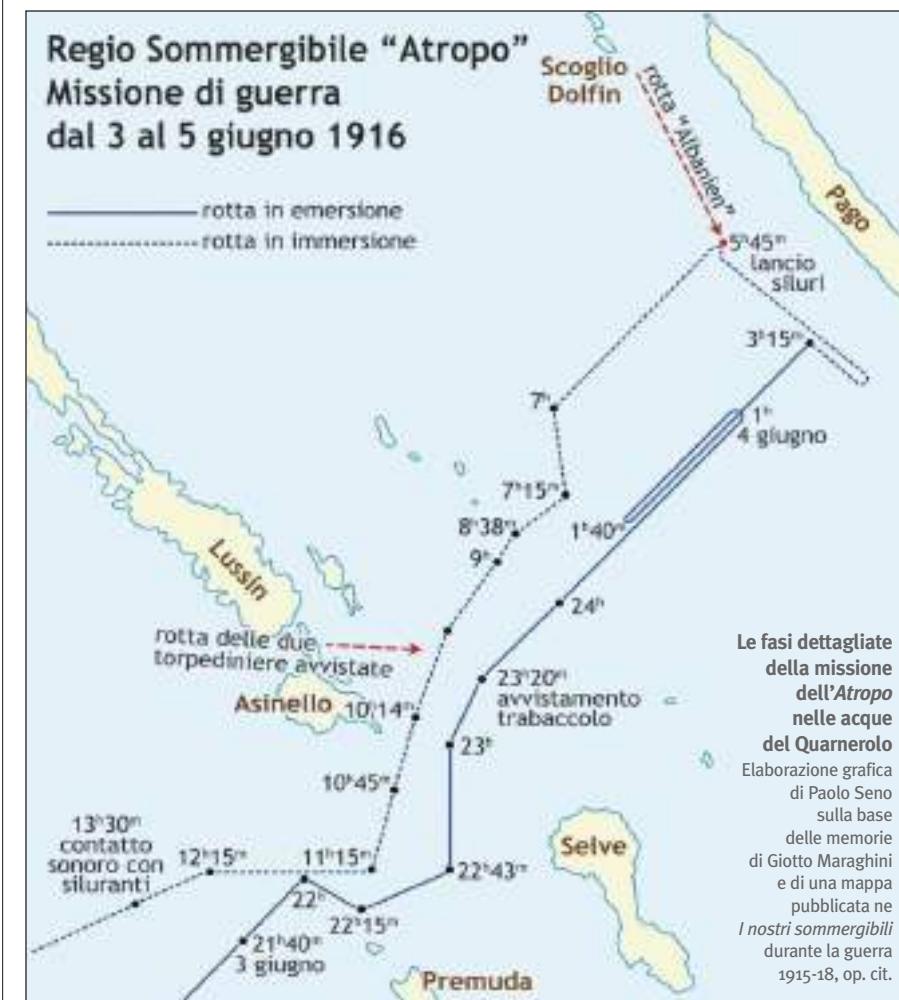 Regio Sommergibile “Atropo”
Missione di guerra
dal 3 al 5 giugno 1916
rotta in emersione
rotta in immersione
Scoglio
Dolfin
rotta “Albanien”
Pago
5ʰ45ᵐ
lancio
siluri
3ʰ15ᵐ
7ʰ
1ʰ
4 giugno
7ʰ15ᵐ
8ʰ38ᵐ
1ʰ40ᵐ
9ʰ
Lussin
24ʰ
rotta delle due
torpediniere avvistate
23ʰ20ᵐ
avvistamento
trabaccolo
Asinello
10ʰ14ᵐ
23ʰ
10ʰ45ᵐ
13ʰ30ᵐ
contatto
sonoro con
siluranti
12ʰ15ᵐ
11ʰ15ᵐ
22ʰ43ᵐ
Selve
22ʰ
22ʰ15ᵐ
21ʰ40ᵐ
3 giugno
Premuda
Le fasi dettagliate
della missione
dell’Atropo
nelle acque
del Quarnerolo
Elaborazione grafica
di Paolo Seno
sulla base
delle memorie
di Giotto Maraghini
e di una mappa
pubblicata ne
I nostri sommergibili
durante la guerra
1915-18, op. cit.